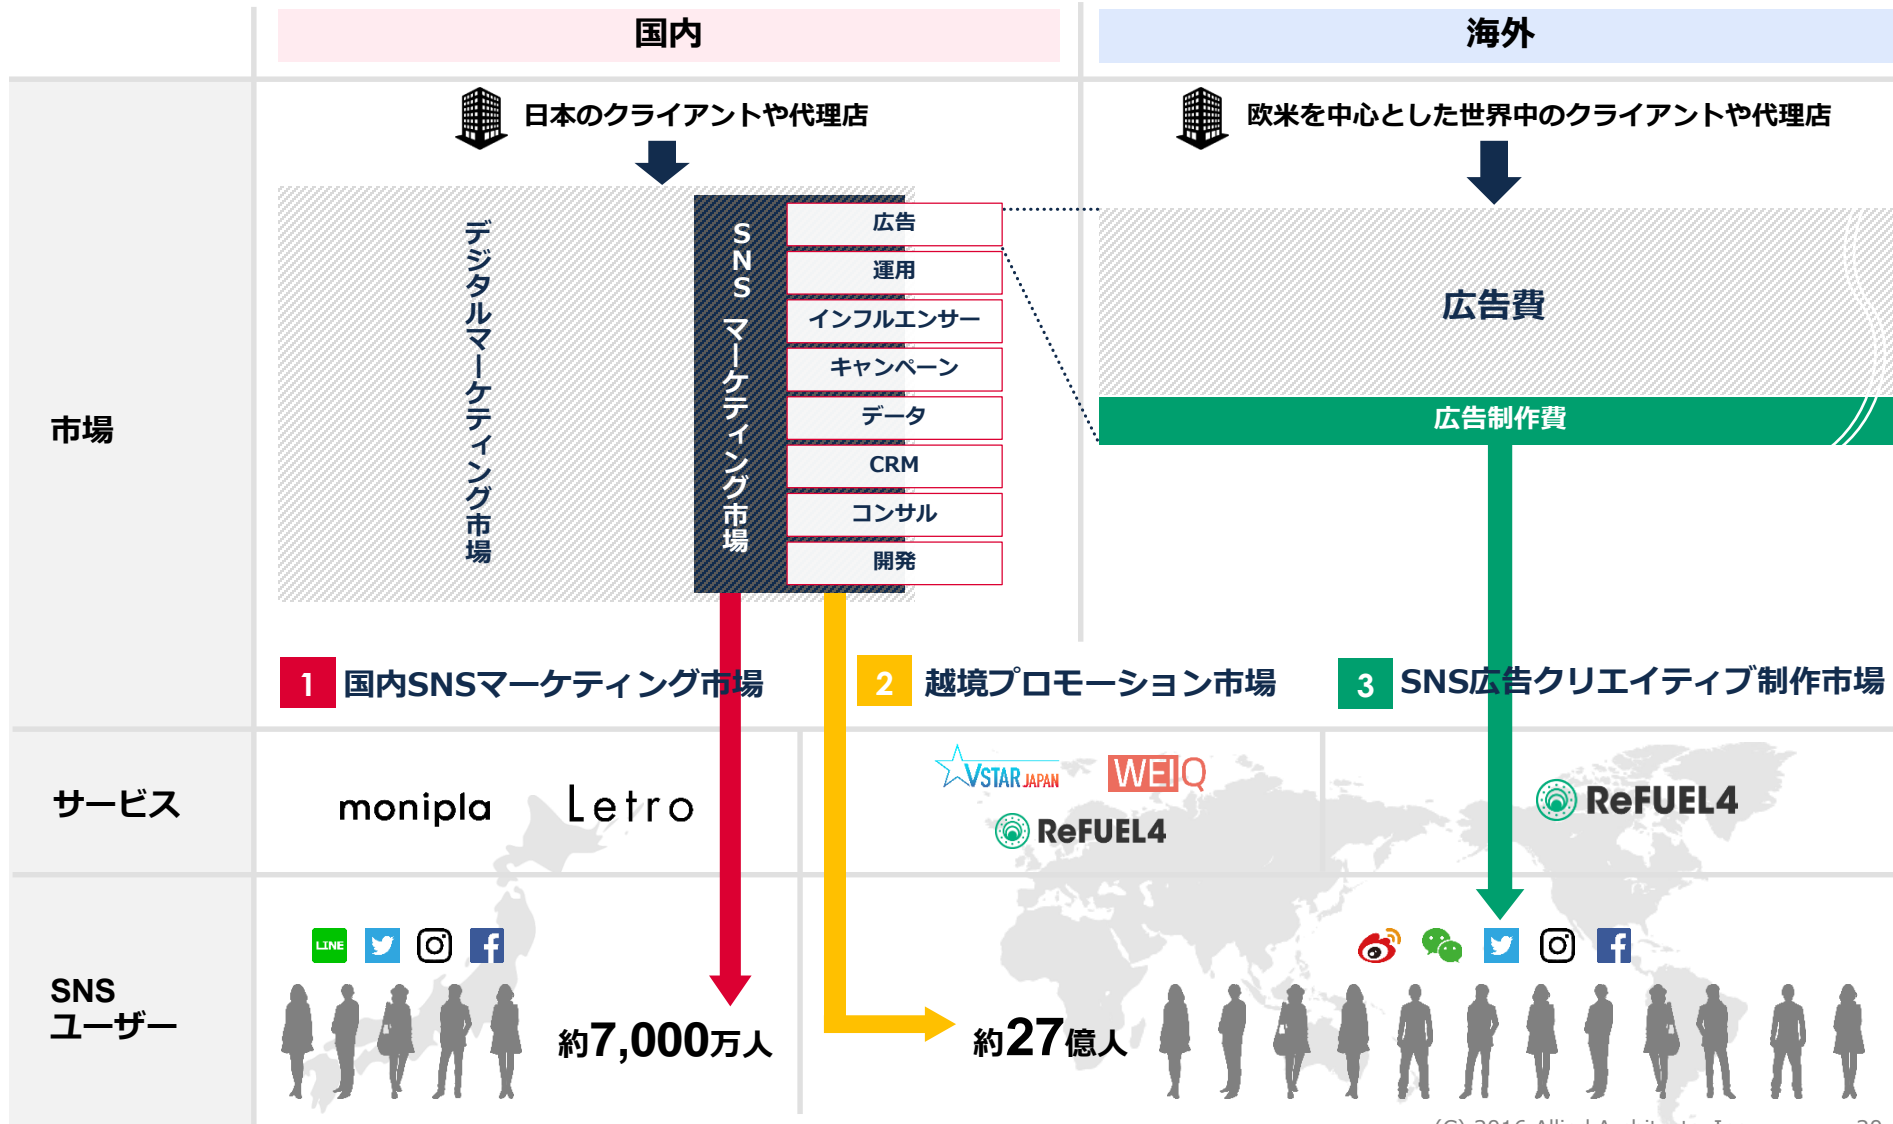 国内
海外
日本のクライアントや代理店
欧米を中心とした世界中のクライアントや代理店
市場
デジタルマーケティング市場
SNS マーケティング市場
広告
運用
インフルエンサー
キャンペーン
データ
CRM
コンサル
開発
広告費
広告制作費
1 国内SNSマーケティング市場
2 越境プロモーション市場
3 SNS広告クリエイティブ制作市場
サービス
monipla
Letro
VSTAR JAPAN
WEIQ
ReFUEL4
ReFUEL4
SNS
ユーザー
LINE
約7,000万人
約27億人
(C) 2016 Allied Architects, I